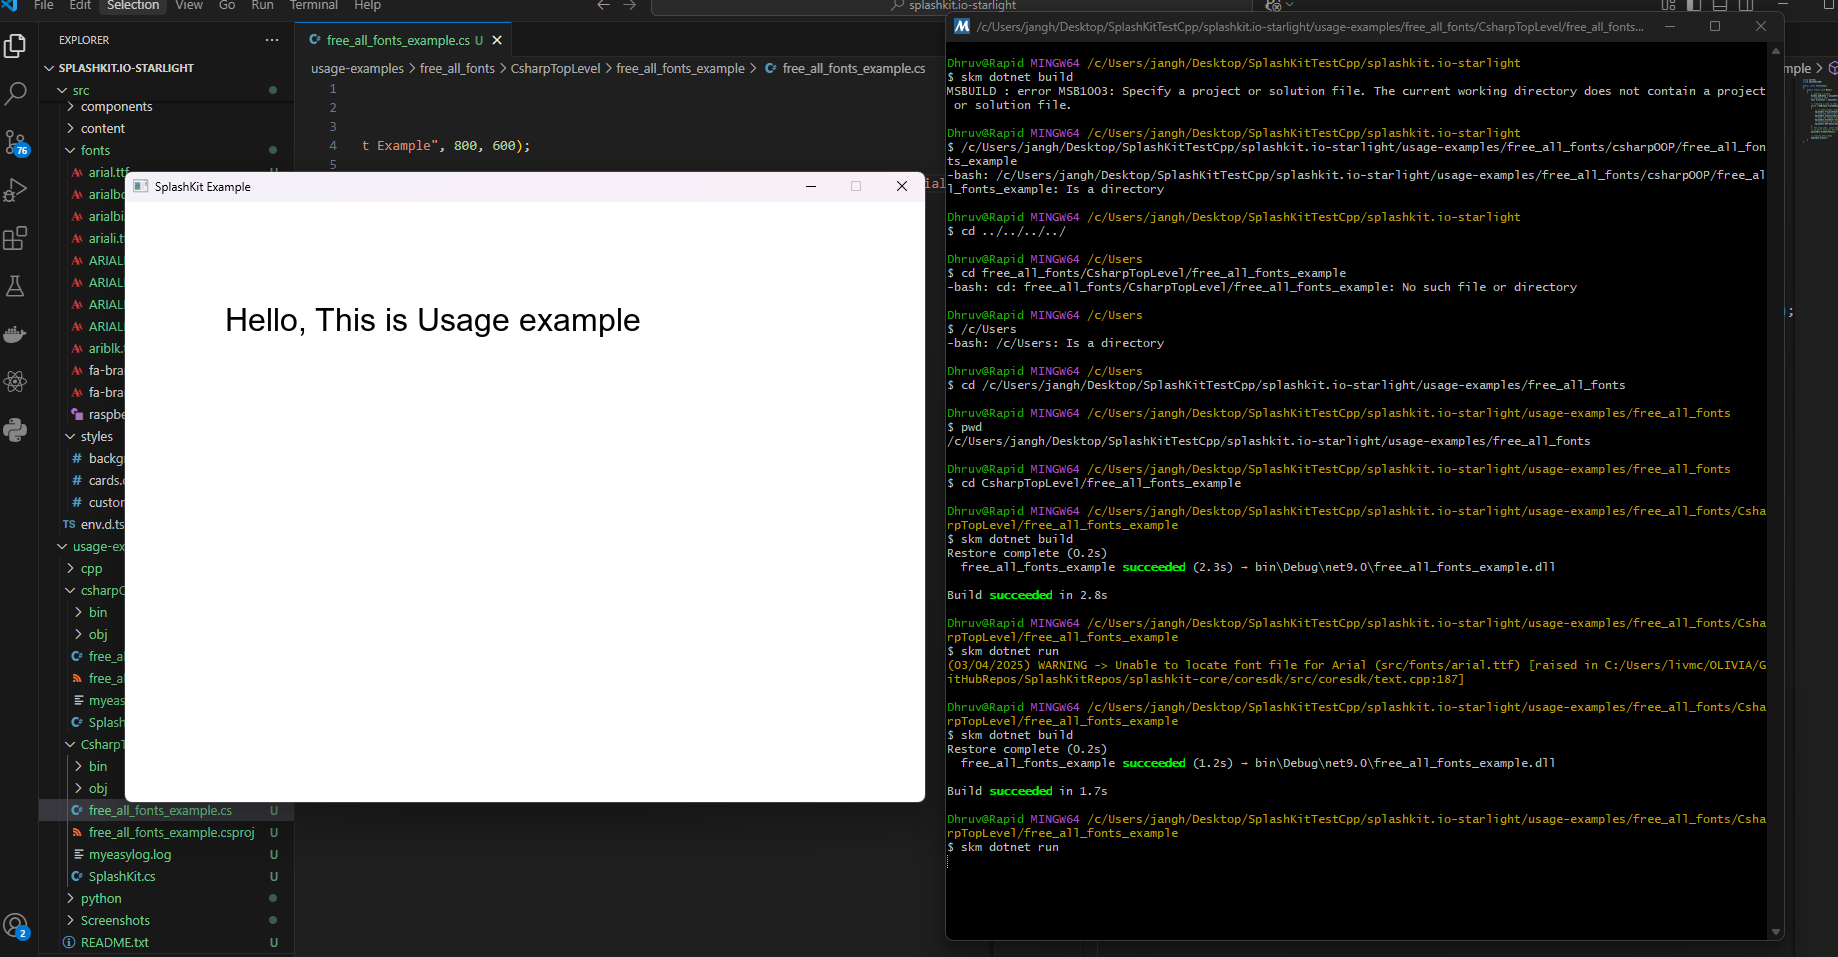 File Edit Selection View Go Run Terminal Help
splashkit.io-starlight
EXPLORER
SPLASHKIT.IO-STARLIGHT
src
components
content
fonts
arial.ttf
U
ariali.t
ARIAL
ARIAL
ARIAL
ARIAL
ariblk.
fa-bra
fa-bra
raspbe
styles
backg
cards.
custor
env.d.ts
usage-ex
cpp
csharpO
bin
obj
free_al
free_al
myeas
Splash
CsharpT
bin
obj
free_all_fonts_example.cs U
free_all_fonts_example.csproj U
myeasylog.log U
SplashKit.cs U
python
Screenshots
README.txt U
76
2
free_all_fonts_example.cs U
usage-examples > free_all_fonts > CsharpTopLevel > free_all_fonts_example > free_all_fonts_example.cs
1
2
3
4 t Example", 800, 600);
5
SplashKit Example
Hello, This is Usage example
/c/Users/jangh/Desktop/SplashKitTestCpp/splashkit.io-starlight/usage-examples/free_all_fonts/CsharpTopLevel/free_all_fonts...
Dhruv@Rapid MINGW64 /c/Users/jangh/Desktop/SplashKitTestCpp/splashkit.io-starlight
$ skm dotnet build
MSBUILD : error MSB1003: Specify a project or solution file. The current working directory does not contain a project
or solution file.
Dhruv@Rapid MINGW64 /c/Users/jangh/Desktop/SplashKitTestCpp/splashkit.io-starlight
$ /c/Users/jangh/Desktop/SplashKitTestCpp/splashkit.io-starlight/usage-examples/free_all_fonts/csharpOOP/free_all_fon
ts_example
-bash: /c/Users/jangh/Desktop/SplashKitTestCpp/splashkit.io-starlight/usage-examples/free_all_fonts/csharpOOP/free_al
l_fonts_example: Is a directory
Dhruv@Rapid MINGW64 /c/Users/jangh/Desktop/SplashKitTestCpp/splashkit.io-starlight
$ cd ../../../../
Dhruv@Rapid MINGW64 /c/Users
$ cd free_all_fonts/CsharpTopLevel/free_all_fonts_example
-bash: cd: free_all_fonts/CsharpTopLevel/free_all_fonts_example: No such file or directory
Dhruv@Rapid MINGW64 /c/Users
$ /c/Users
-bash: /c/Users: Is a directory
Dhruv@Rapid MINGW64 /c/Users
$ cd /c/Users/jangh/Desktop/SplashKitTestCpp/splashkit.io-starlight/usage-examples/free_all_fonts
Dhruv@Rapid MINGW64 /c/Users/jangh/Desktop/SplashKitTestCpp/splashkit.io-starlight/usage-examples/free_all_fonts
$ pwd
/c/Users/jangh/Desktop/SplashKitTestCpp/splashkit.io-starlight/usage-examples/free_all_fonts
Dhruv@Rapid MINGW64 /c/Users/jangh/Desktop/SplashKitTestCpp/splashkit.io-starlight/usage-examples/free_all_fonts
$ cd CsharpTopLevel/free_all_fonts_example
Dhruv@Rapid MINGW64 /c/Users/jangh/Desktop/SplashKitTestCpp/splashkit.io-starlight/usage-examples/free_all_fonts/Csha
rpTopLevel/free_all_fonts_example
$ skm dotnet build
Restore complete (0.2s)
free_all_fonts_example succeeded (2.3s) → bin\Debug\net9.0\free_all_fonts_example.dll
Build succeeded in 2.8s
Dhruv@Rapid MINGW64 /c/Users/jangh/Desktop/SplashKitTestCpp/splashkit.io-starlight/usage-examples/free_all_fonts/Csha
rpTopLevel/free_all_fonts_example
$ skm dotnet run
(03/04/2025) WARNING -> Unable to locate font file for Arial (src/fonts/arial.ttf) [raised in C:/Users/livmc/OLIVIA/G
itHubRepos/SplashKitRepos/splashkit-core/coresdk/src/coresdk/text.cpp:187]
Dhruv@Rapid MINGW64 /c/Users/jangh/Desktop/SplashKitTestCpp/splashkit.io-starlight/usage-examples/free_all_fonts/Csha
rpTopLevel/free_all_fonts_example
$ skm dotnet build
Restore complete (0.2s)
free_all_fonts_example succeeded (1.2s) → bin\Debug\net9.0\free_all_fonts_example.dll
Build succeeded in 1.7s
Dhruv@Rapid MINGW64 /c/Users/jangh/Desktop/SplashKitTestCpp/splashkit.io-starlight/usage-examples/free_all_fonts/Csha
rpTopLevel/free_all_fonts_example
$ skm dotnet run